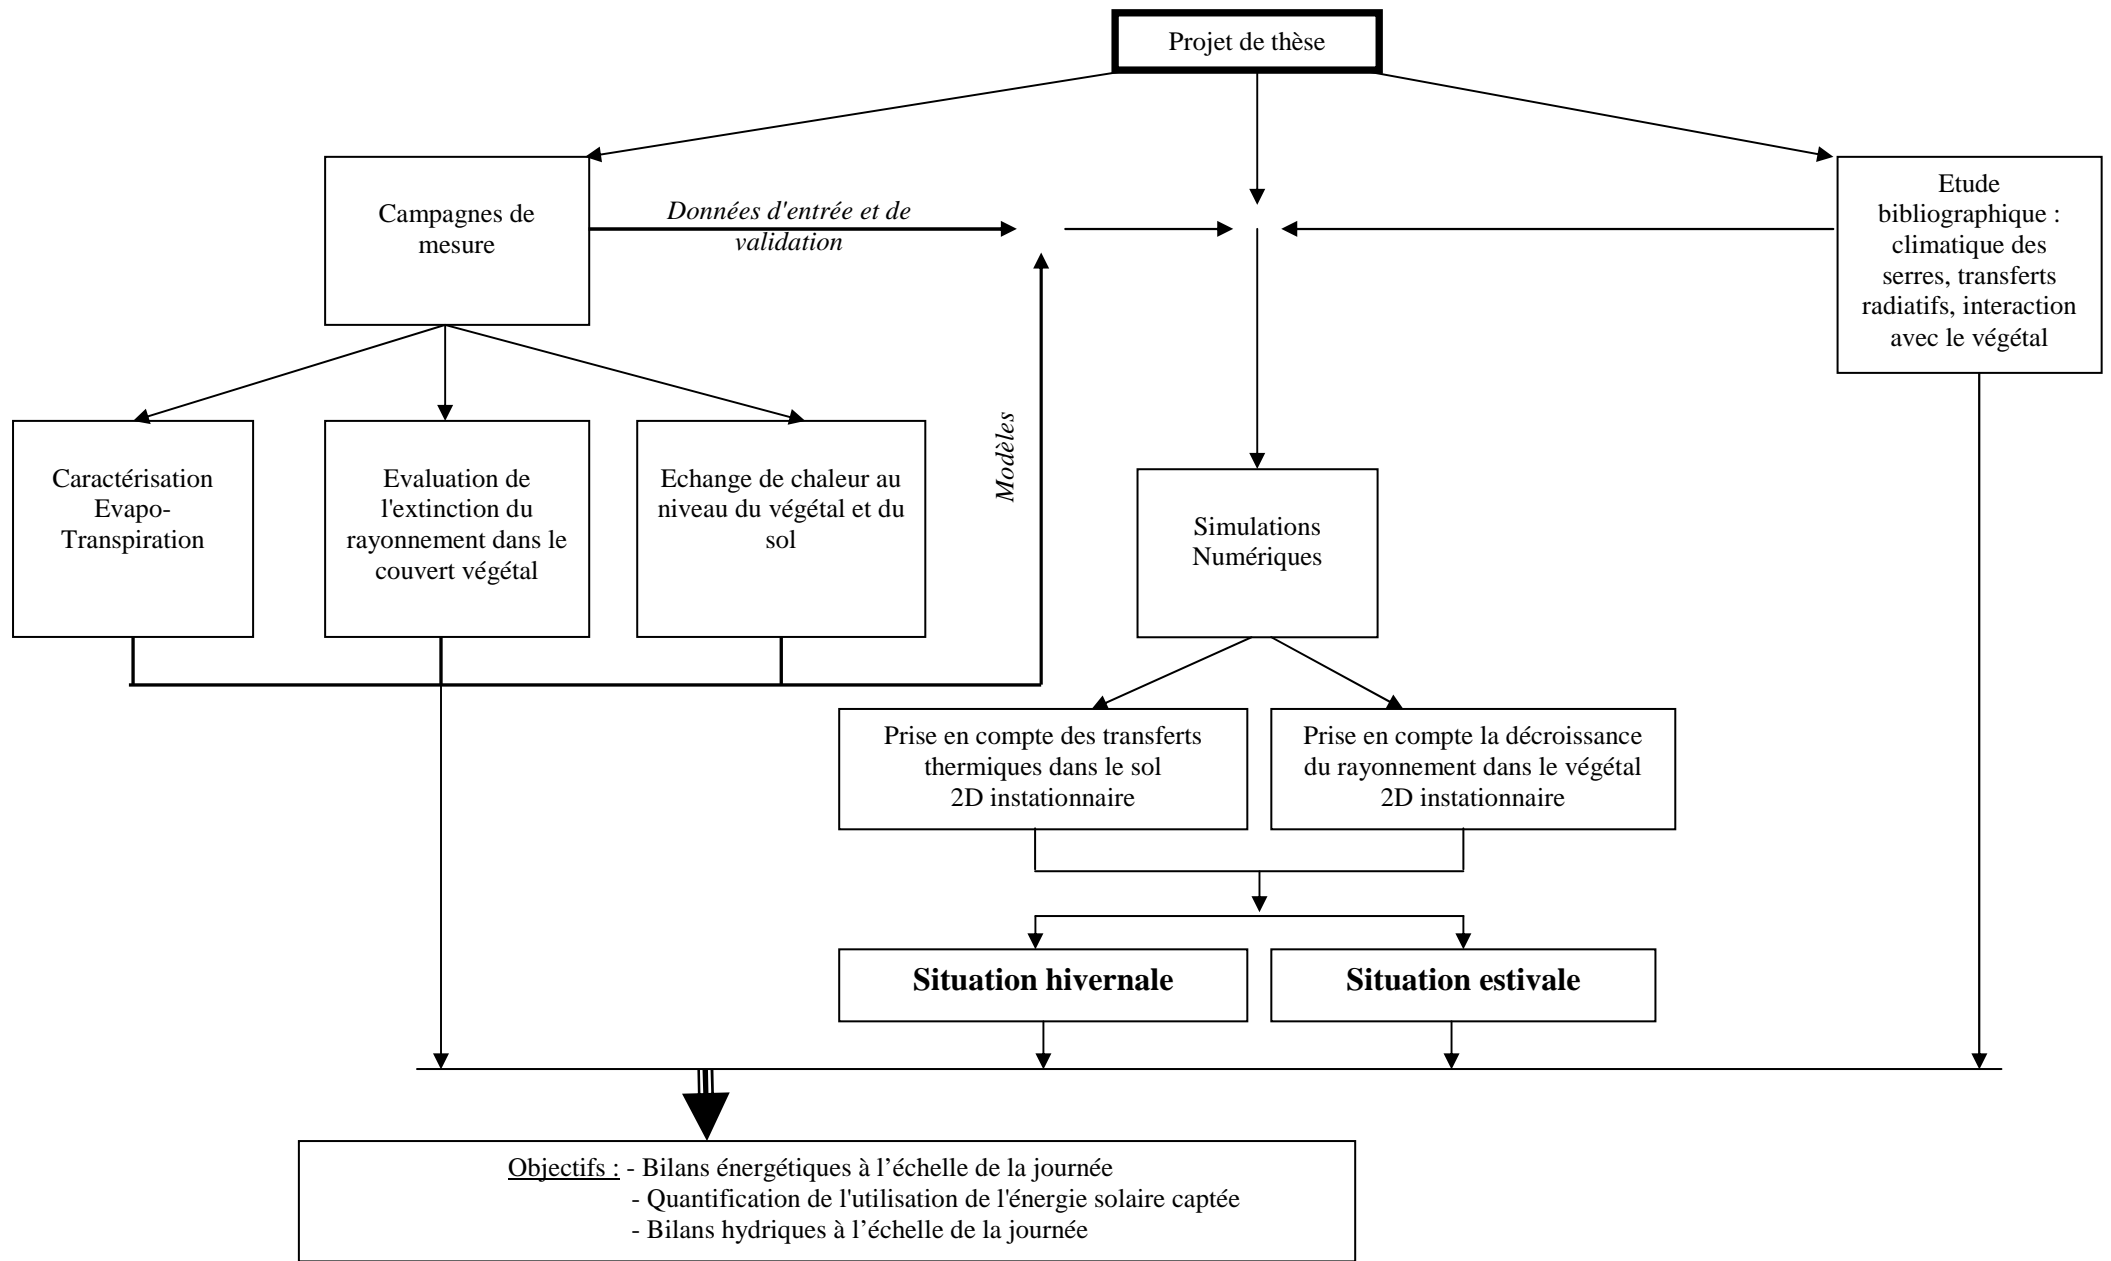 Projet de thèse
Campagnes de
mesure
Données d'entrée et de
validation
Etude
bibliographique :
climatique des
serres, transferts
radiatifs, interaction
avec le végétal
Caractérisation
Evapo-
Transpiration
Evaluation de
l'extinction du
rayonnement dans le
couvert végétal
Echange de chaleur au
niveau du végétal et du
sol
Modèles
Simulations
Numériques
Prise en compte des transferts
thermiques dans le sol
2D instationnaire
Prise en compte la décroissance
du rayonnement dans le végétal
2D instationnaire
Situation hivernale
Situation estivale
Objectifs : - Bilans énergétiques à l’échelle de la journée
- Quantification de l'utilisation de l'énergie solaire captée
- Bilans hydriques à l’échelle de la journée